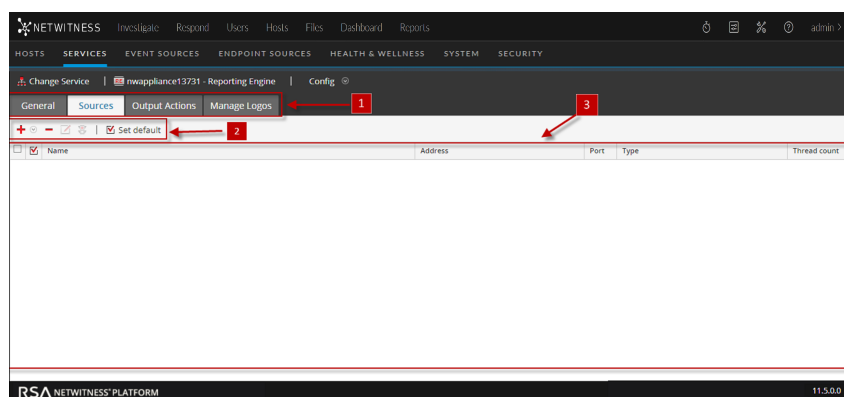 NETWITNESS Investigate Respond Users Hosts Files Dashboard Reports admin >
HOSTS SERVICES EVENT SOURCES ENDPOINT SOURCES HEALTH & WELLNESS SYSTEM SECURITY
Change Service | nwappliance13731 - Reporting Engine | Config
General Sources Output Actions Manage Logos 1 3
Set default 2
Name Address Port Type Thread count
RSA NETWITNESS® PLATFORM 11.5.0.0